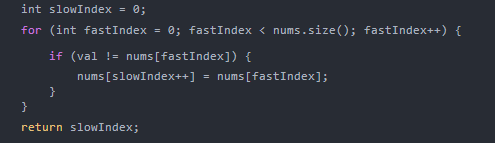 int slowIndex = 0;
for (int fastIndex = 0; fastIndex < nums.size(); fastIndex++) {
if (val != nums[fastIndex]) {
nums[slowIndex++] = nums[fastIndex];
}
}
return slowIndex;